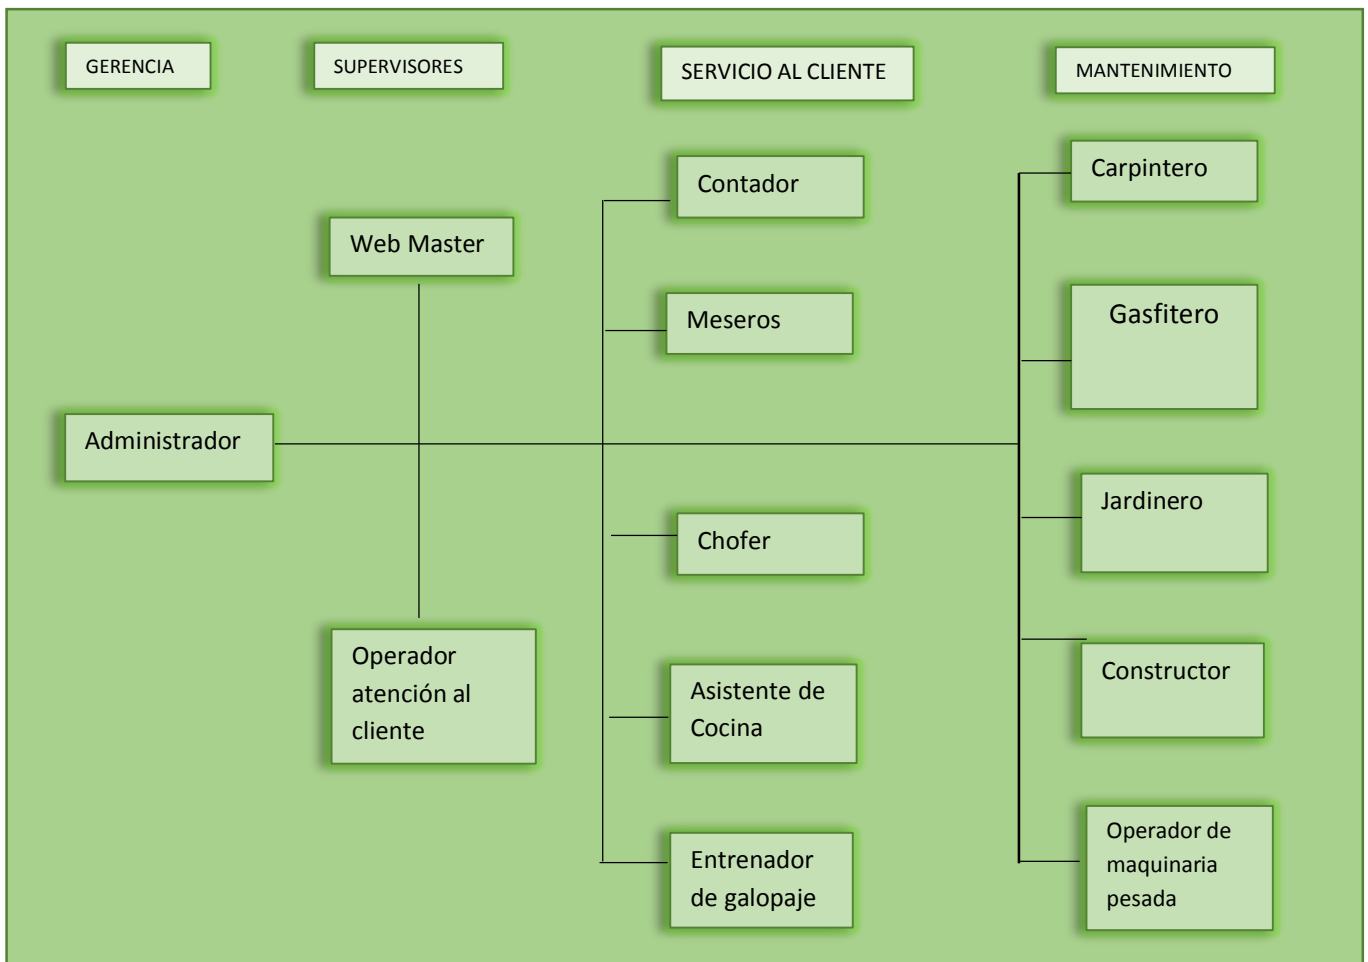 GERENCIA
SUPERVISORES
SERVICIO AL CLIENTE
MANTENIMIENTO
Administrador
Web Master
Operador
atención al
cliente
Contador
Meseros
Chofer
Asistente de
Cocina
Entrenador
de galopaje
Carpintero
Gasfitero
Jardinero
Constructor
Operador de
maquinaria
pesada